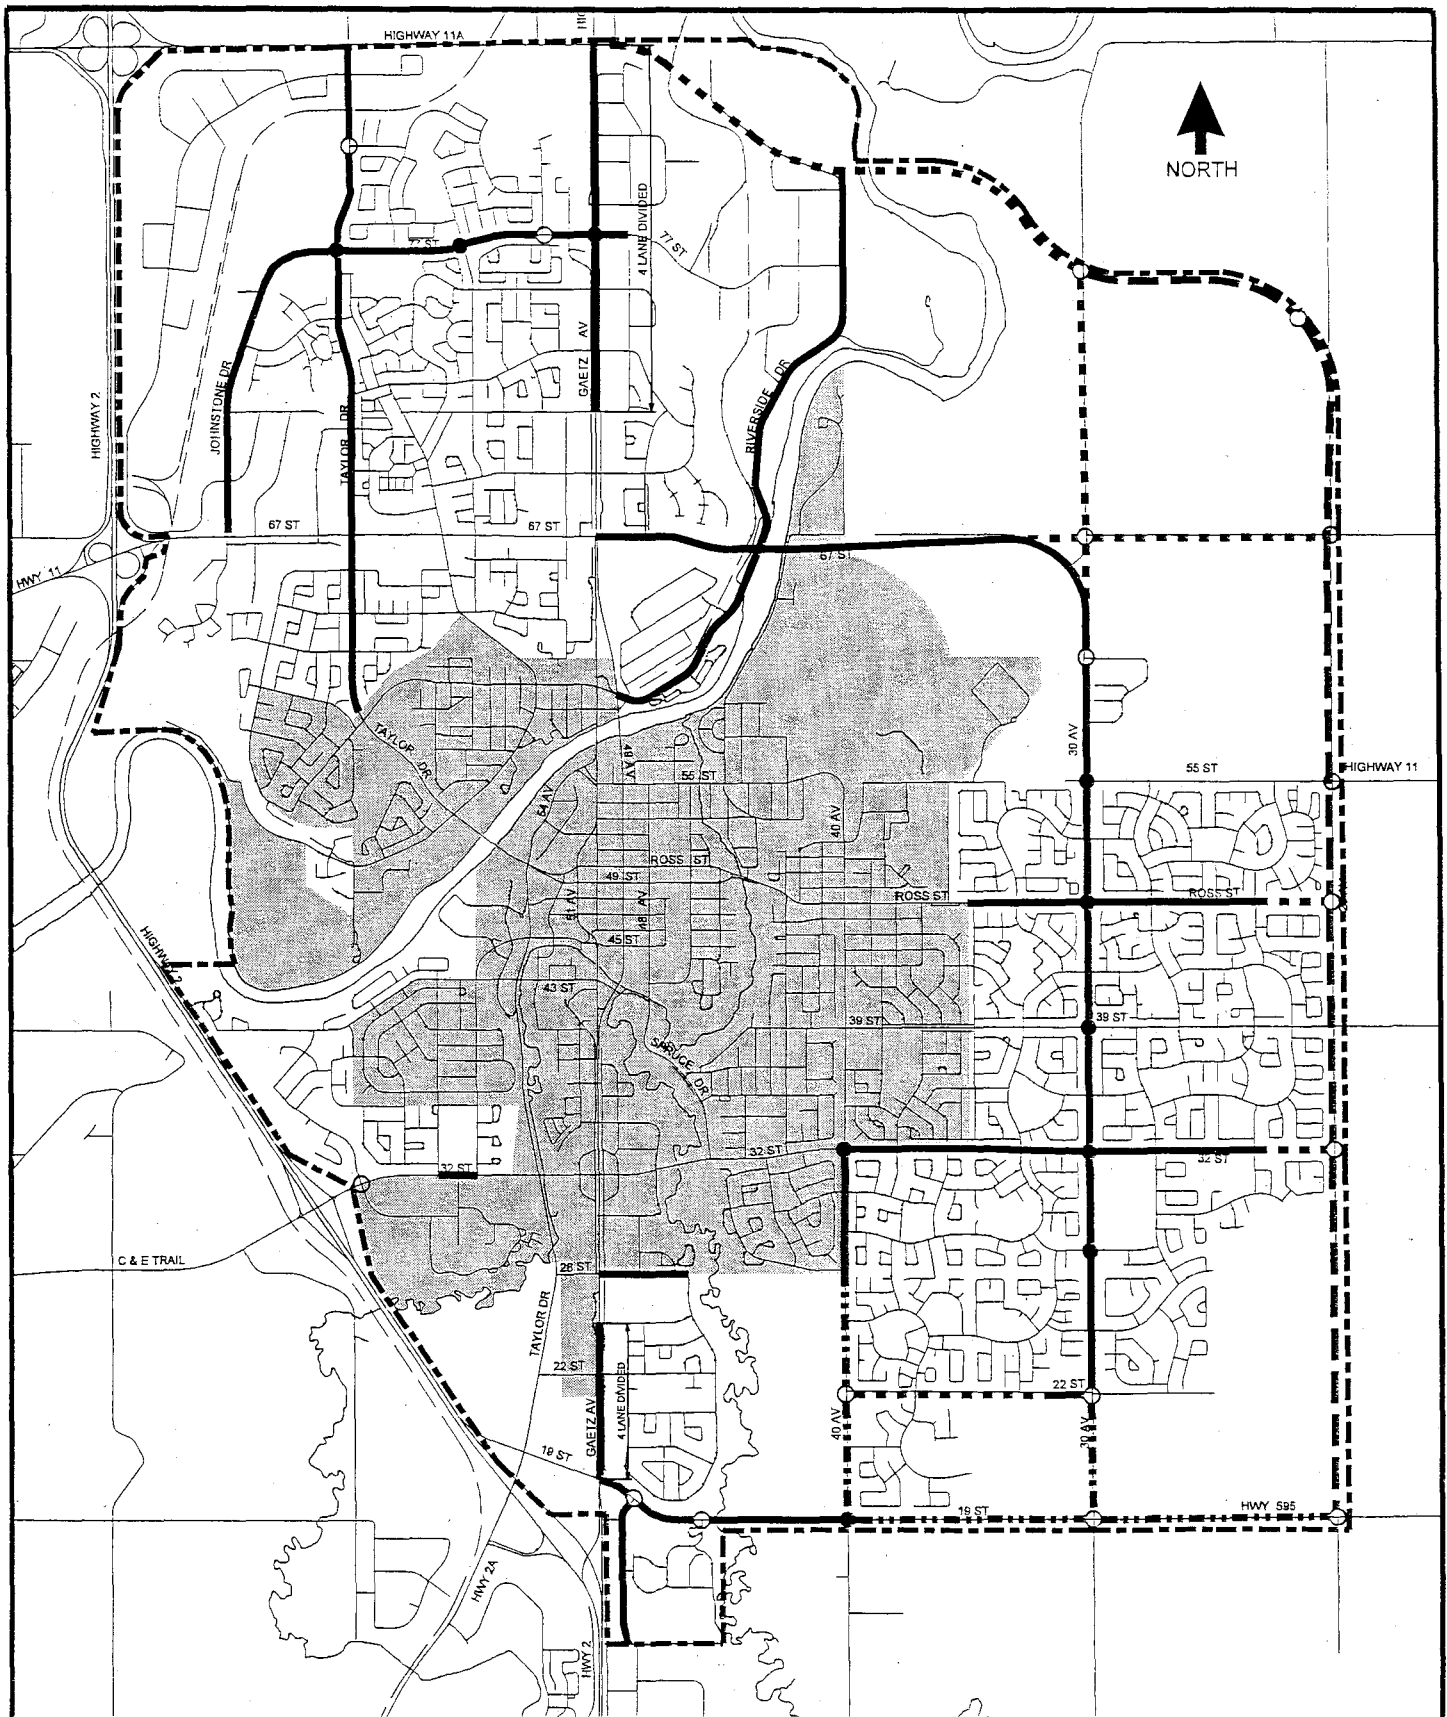 HIGHWAY 11A
NORTH
4 LANE DIVIDED
77 ST
77 ST
GAETZ AV
JOHNSTONE DR
TAYLOR DR
RIVERSIDE DR
HIGHWAY 2
67 ST
67 ST
67 ST
HWY 11
TAYLOR DR
48 AV
55 ST
30 AV
55 ST
HIGHWAY 11
54 AV
40 AV
ROSS ST
49 ST
ROSS ST
ROSS ST
51 AV
48 AV
45 ST
HIGHWAY 2
43 ST
39 ST
39 ST
SPRUCE DR
32 ST
32 ST
32 ST
C & E TRAIL
28 ST
TAYLOR DR
22 ST
4 LANE DIVIDED
22 ST
GAETZ AV
40 AV
30 AV
19 ST
19 ST
HWY 595
HWY 2A
HWY 2